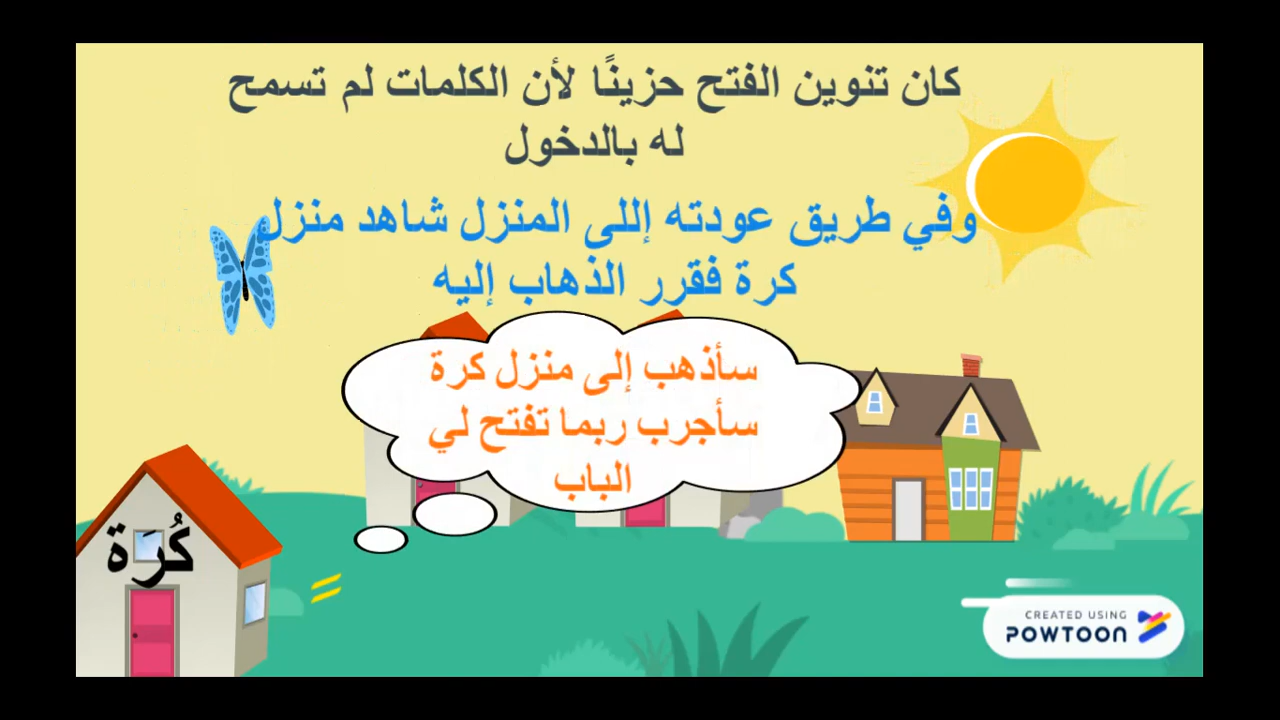 كان تنوين الفتح حزينًا لأن الكلمات لم تسمح
له بالدخول
وفي طريق عودته إللى المنزل شاهد منزل
كرة فقرر الذهاب إليه
سأذهب إلى منزل كرة
سأجرب ربما تفتح لي
الباب
كُرَة
CREATED USING
POWTOON